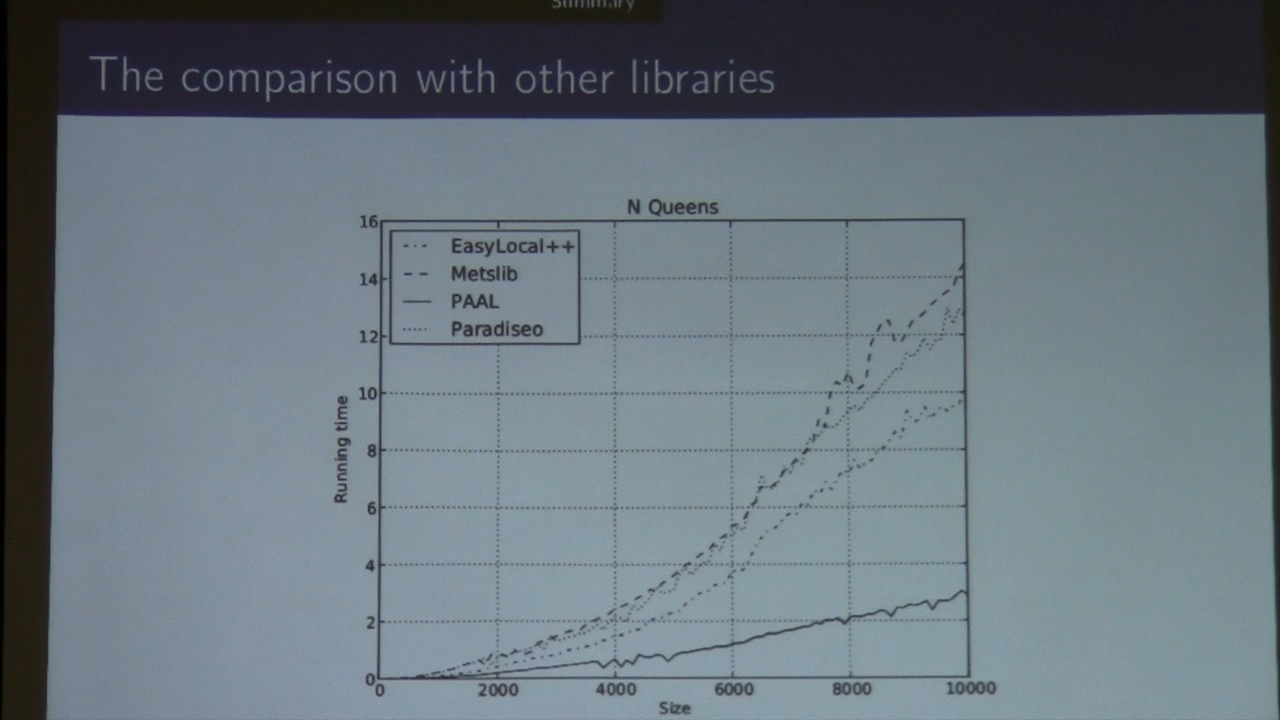 Summary
The comparison with other libraries
N Queens
16
14
12
10
8
6
4
2
0
Running time
EasyLocal++
Metslib
PAAL
Paradiseo
0 2000 4000 6000 8000 10000
Size